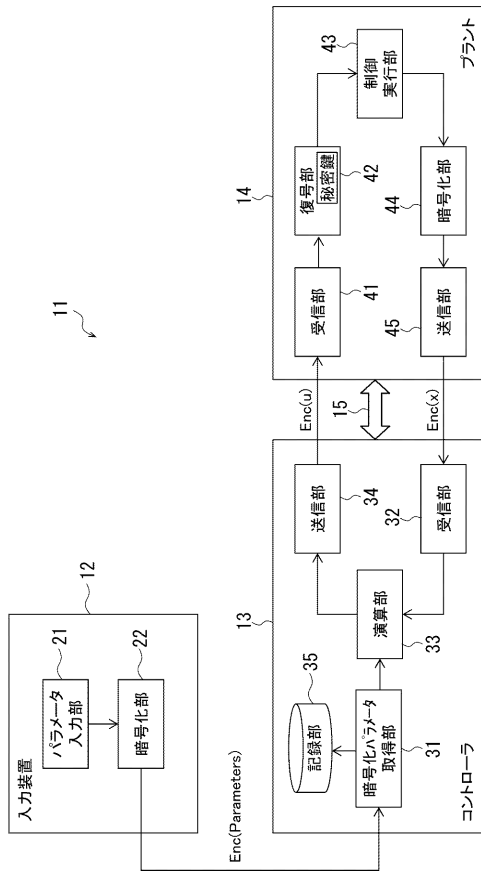 11
12
入力装置
21
パラメータ
入力部
22
暗号化部
Enc(Parameters)
13
コントローラ
35
記録部
暗号化パラメータ
取得部
31
演算部
33
送信部
34
受信部
32
Enc(u)
15
Enc(x)
14
プラント
受信部
41
復号部
秘密鍵
42
43
制御
実行部
暗号化部
44
送信部
45